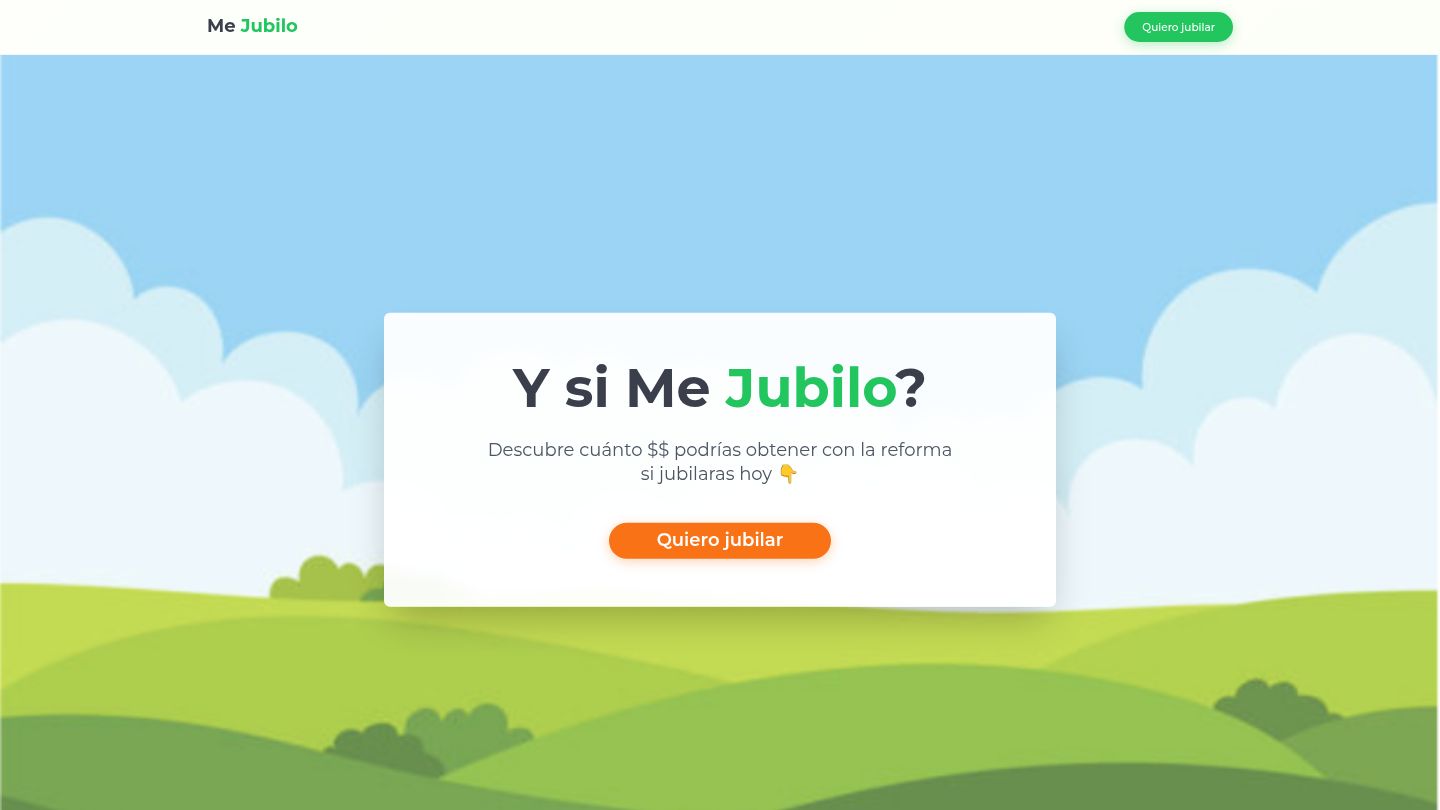 Me Jubilo
Quiero jubilar
Y si Me Jubilo?
Descubre cuánto $$ podrías obtener con la reforma
si jubilaras hoy 👇
Quiero jubilar